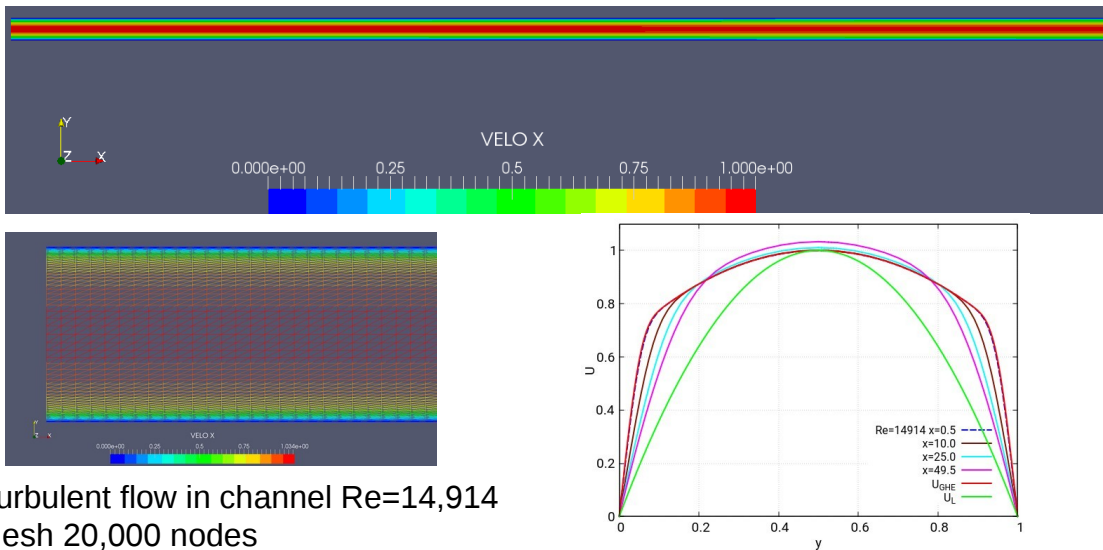 Y
Z X
VELO X
0.000e+00 0.25 0.5 0.75 1.000e+00
VELO X
0.000e+00 0.25 0.5 0.75 1.034e+00
urbulent flow in channel Re=14,914
esh 20,000 nodes
1
0.8
0.6
0.4
0.2
0
U
0 0.2 0.4 0.6 0.8 1
y
Re=14914 x=0.5
x=10.0
x=25.0
x=49.5
U_GHE
U_L